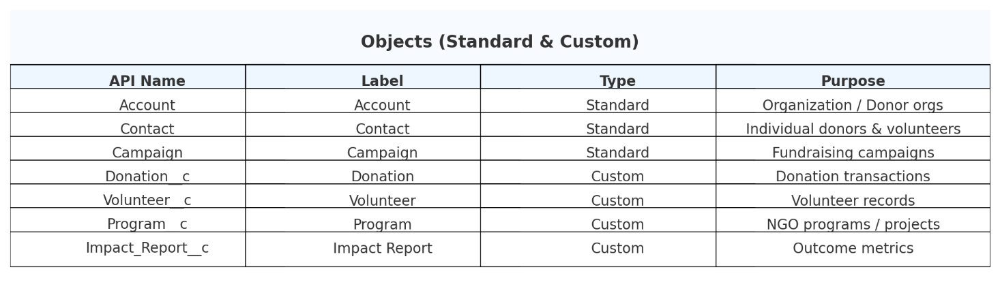 Objects (Standard & Custom)
API Name Label Type Purpose
Account Account Standard Organization / Donor orgs
Contact Contact Standard Individual donors & volunteers
Campaign Campaign Standard Fundraising campaigns
Donation__c Donation Custom Donation transactions
Volunteer__c Volunteer Custom Volunteer records
Program__c Program Custom NGO programs / projects
Impact_Report__c Impact Report Custom Outcome metrics